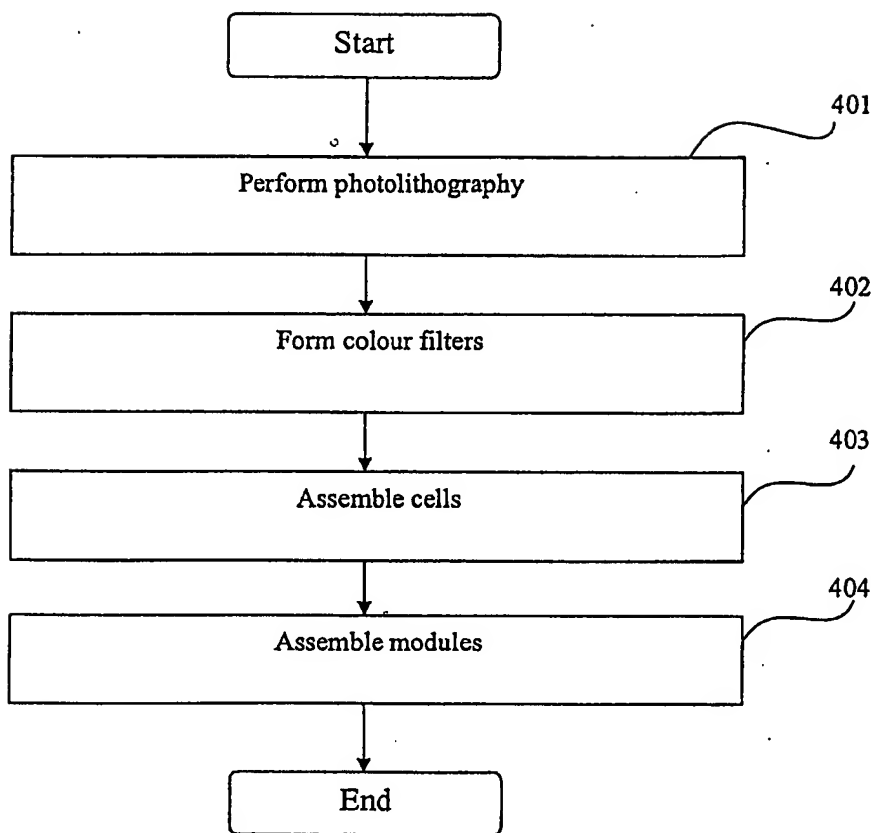 Start
401
Perform photolithography
402
Form colour filters
403
Assemble cells
404
Assemble modules
End